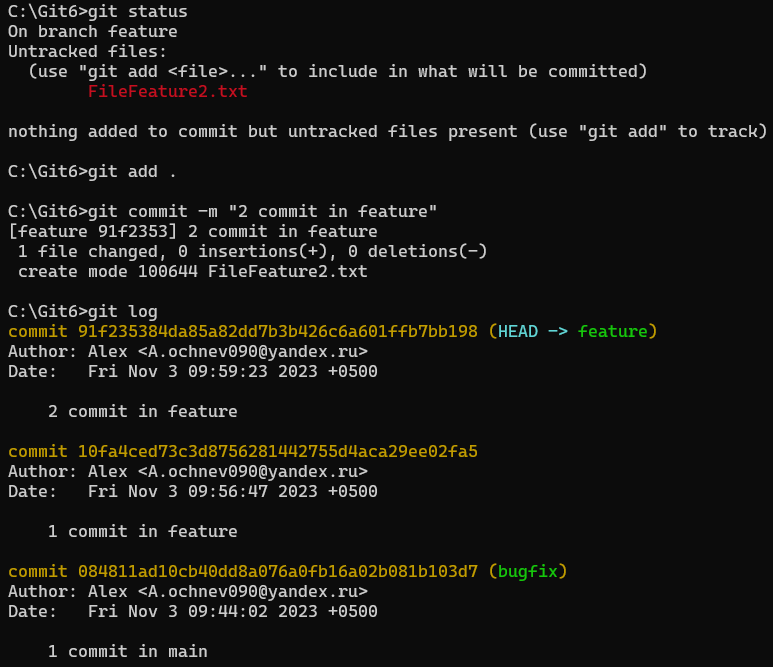 C:\Git6>git status
On branch feature
Untracked files:
  (use "git add <file>..." to include in what will be committed)
        FileFeature2.txt
nothing added to commit but untracked files present (use "git add" to track)
C:\Git6>git add .
C:\Git6>git commit -m "2 commit in feature"
[feature 91f2353] 2 commit in feature
 1 file changed, 0 insertions(+), 0 deletions(-)
 create mode 100644 FileFeature2.txt
C:\Git6>git log
commit 91f235384da85a82dd7b3b426c6a601ffb7bb198 (HEAD -> feature)
Author: Alex <A.ochnev090@yandex.ru>
Date:   Fri Nov 3 09:59:23 2023 +0500
    2 commit in feature
commit 10fa4ced73c3d8756281442755d4aca29ee02fa5
Author: Alex <A.ochnev090@yandex.ru>
Date:   Fri Nov 3 09:56:47 2023 +0500
    1 commit in feature
commit 084811ad10cb40dd8a076a0fb16a02b081b103d7 (bugfix)
Author: Alex <A.ochnev090@yandex.ru>
Date:   Fri Nov 3 09:44:02 2023 +0500
    1 commit in main